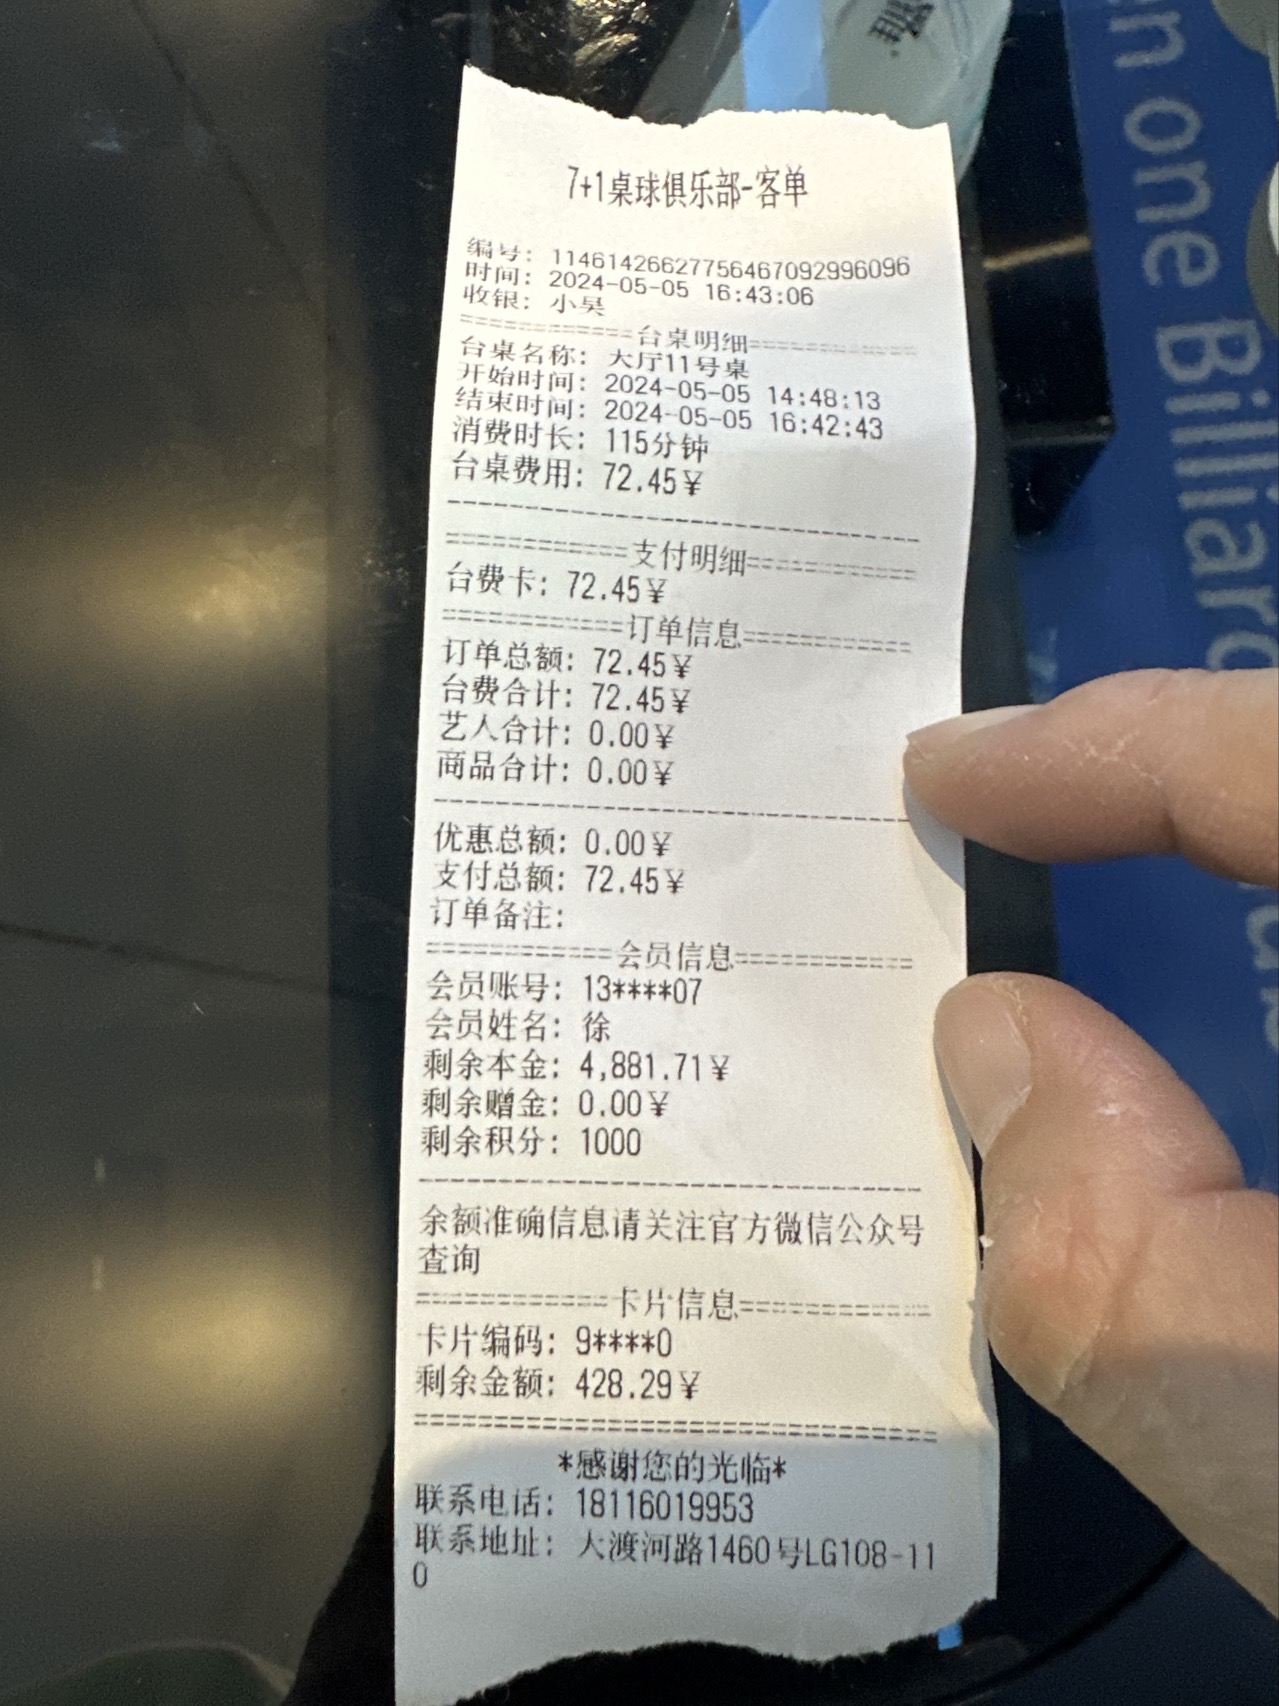 7+1桌球俱乐部-客单
编号: 1146142662775646709299​6096
时间: 2024-05-05 16:43:06
收银: 小吴
===========台桌明细===========
台桌名称: 大厅11号桌
开始时间: 2024-05-05 14:48:13
结束时间: 2024-05-05 16:42:43
消费时长: 115分钟
台桌费用: 72.45¥
===========支付明细===========
台费卡: 72.45¥
===========订单信息===========
订单总额: 72.45¥
台费合计: 72.45¥
艺人合计: 0.00¥
商品合计: 0.00¥
优惠总额: 0.00¥
支付总额: 72.45¥
订单备注:
===========会员信息===========
会员账号: 13****07
会员姓名: 徐
剩余本金: 4,881.71¥
剩余赠金: 0.00¥
剩余积分: 1000
余额准确信息请关注官方微信公众号
查询
===========卡片信息===========
卡片编码: 9****0
剩余金额: 428.29¥
*感谢您的光临*
联系电话: 18116019953
联系地址: 大渡河路1460号LG108-11
0
one Billiard